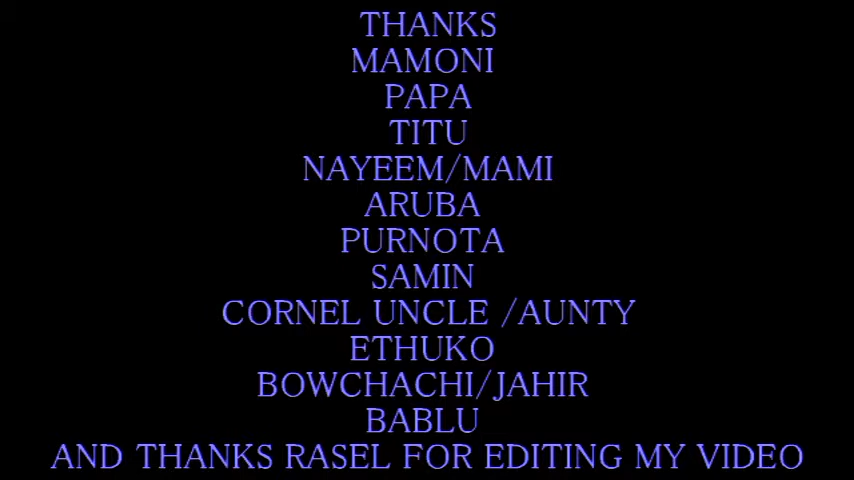 THANKS
MAMONI
PAPA
TITU
NAYEEM/MAMI
ARUBA
PURNOTA
SAMIN
CORNEL UNCLE /AUNTY
ETHUKO
BOWCHACHI/JAHIR
BABLU
AND THANKS RASEL FOR EDITING MY VIDEO